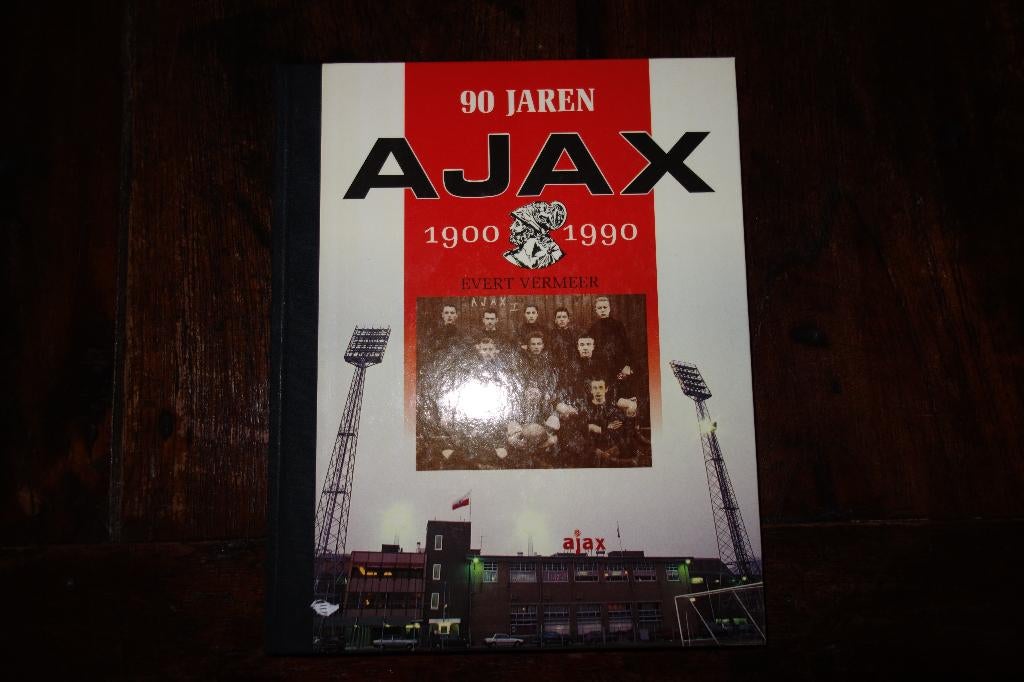 90 JAREN
AJAX
1900 1990
EVERT VERMEER
AJAX I
ajax